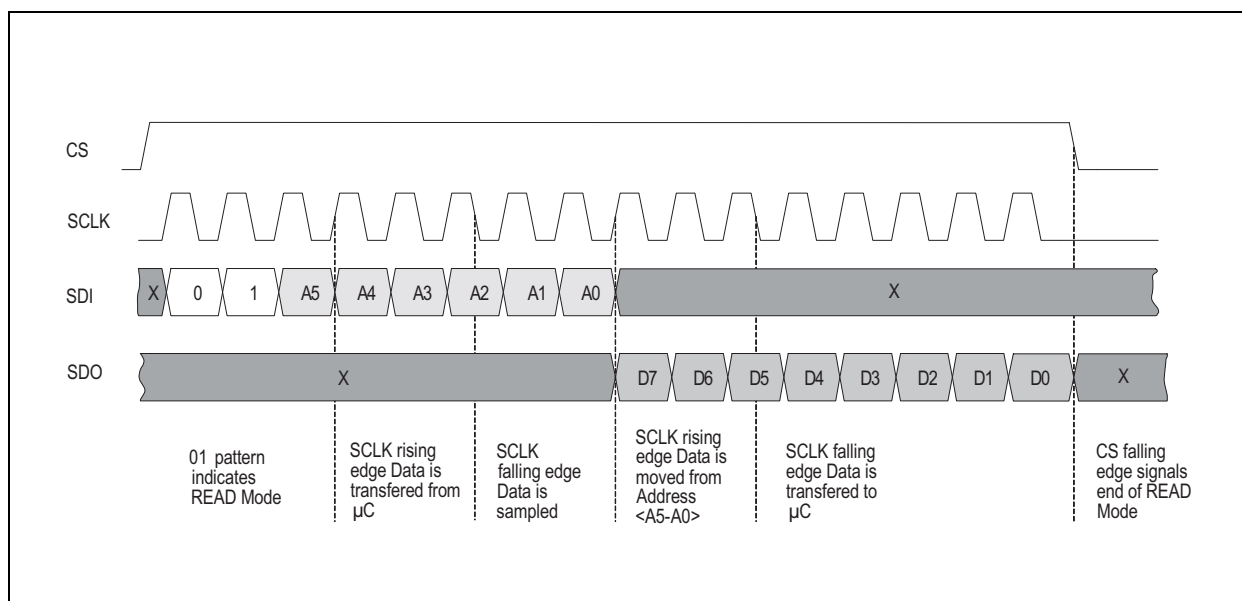 CS
SCLK
SDI
X 0 1 A5 A4 A3 A2 A1 A0 X
SDO
X D7 D6 D5 D4 D3 D2 D1 D0 X
01 pattern
indicates
READ Mode
SCLK rising
edge Data is
transfered from
µC
SCLK
falling edge
Data is
sampled
SCLK rising
edge Data is
moved from
Address
<A5-A0>
SCLK falling
edge Data is
transfered to
µC
CS falling
edge signals
end of READ
Mode